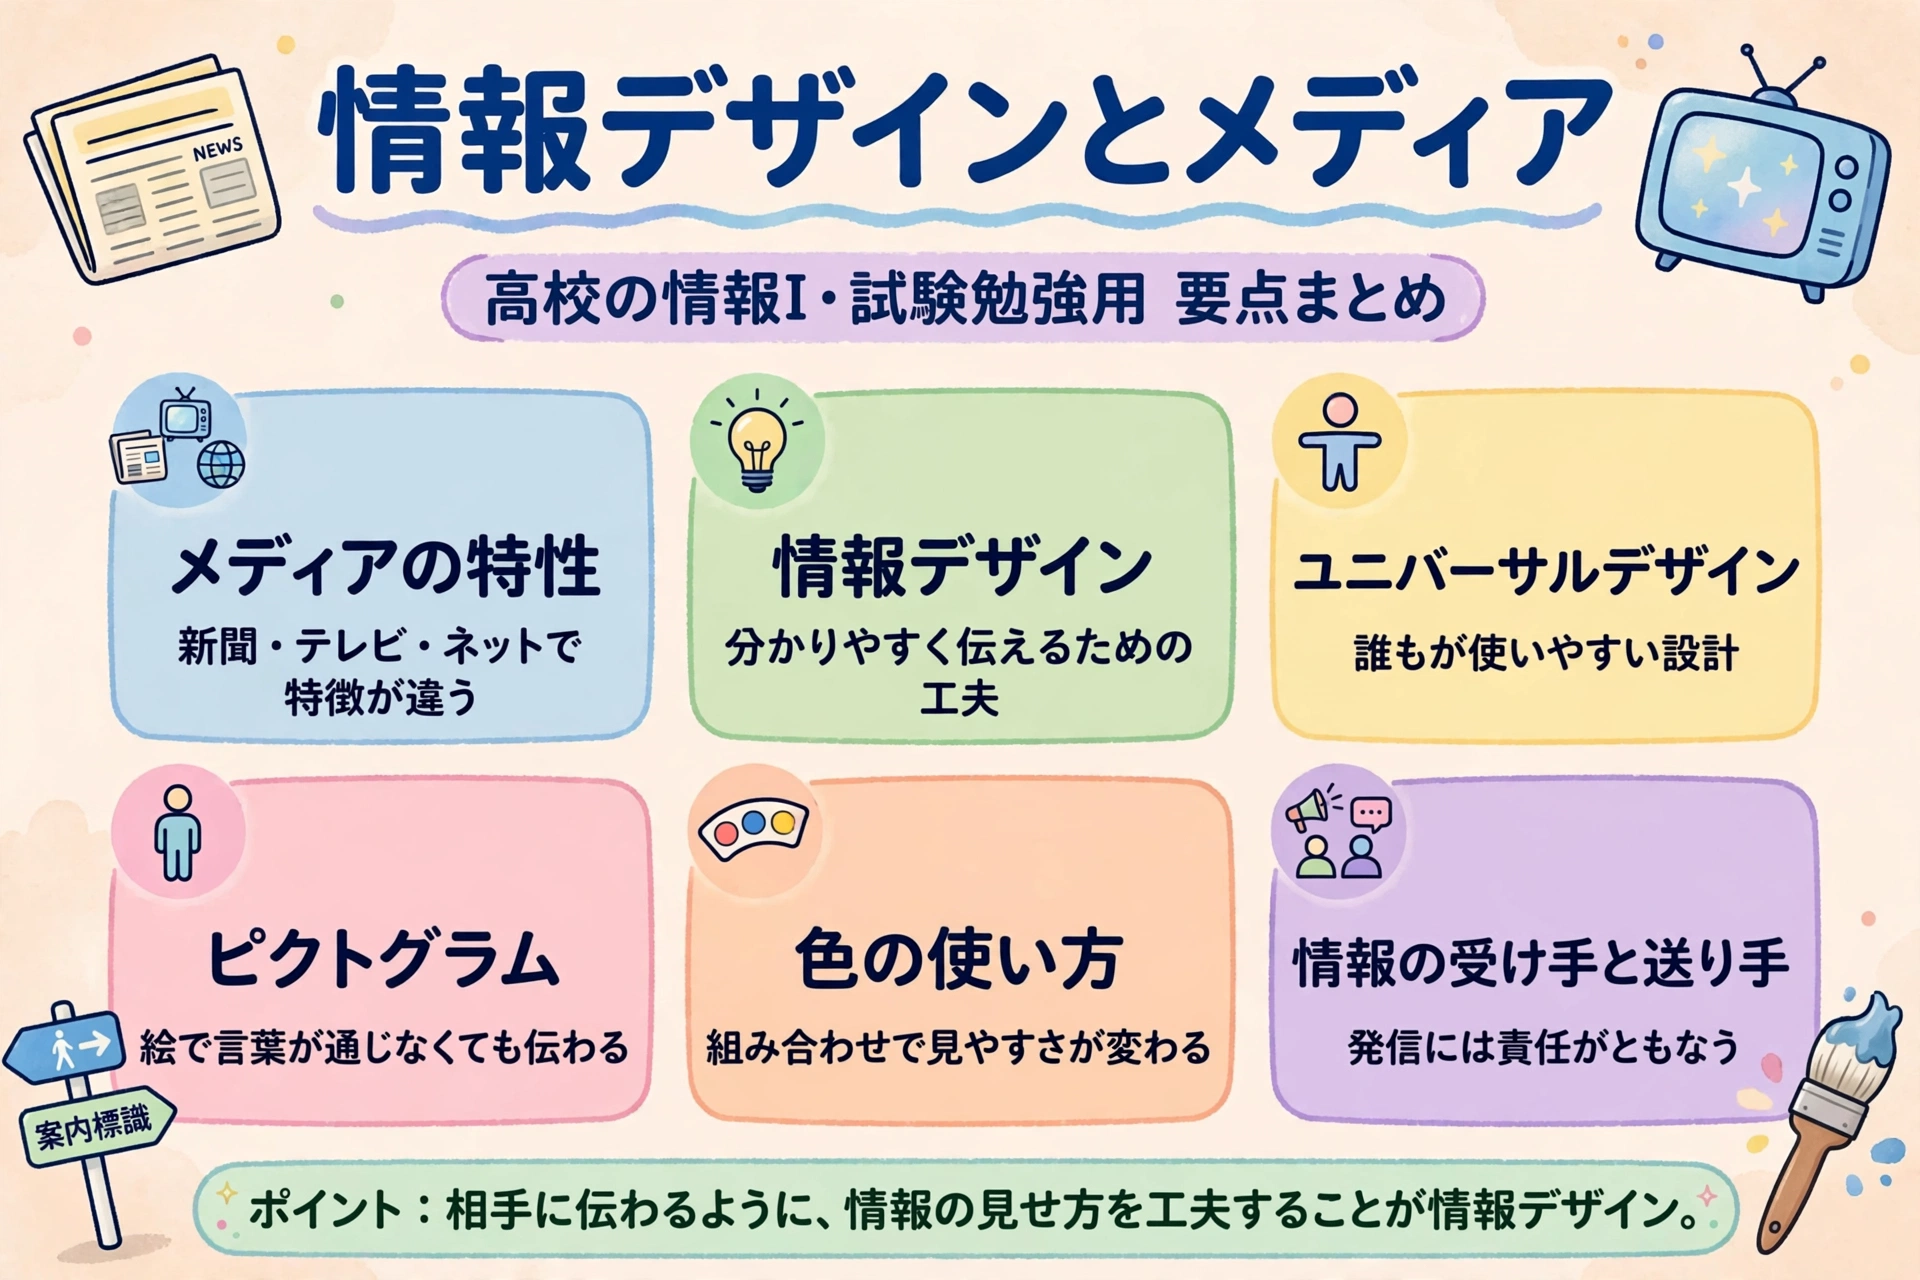 情報デザインとメディア
NEWS
高校の情報I・試験勉強用 要点まとめ
メディアの特性
新聞・テレビ・ネットで
特徴が違う
情報デザイン
分かりやすく伝えるための
工夫
ユニバーサルデザイン
誰もが使いやすい設計
ピクトグラム
絵で言葉が通じなくても伝わる
色の使い方
組み合わせで見やすさが変わる
情報の受け手と送り手
発信には責任がともなう
案内標識
ポイント：相手に伝わるように、情報の見せ方を工夫することが情報デザイン。